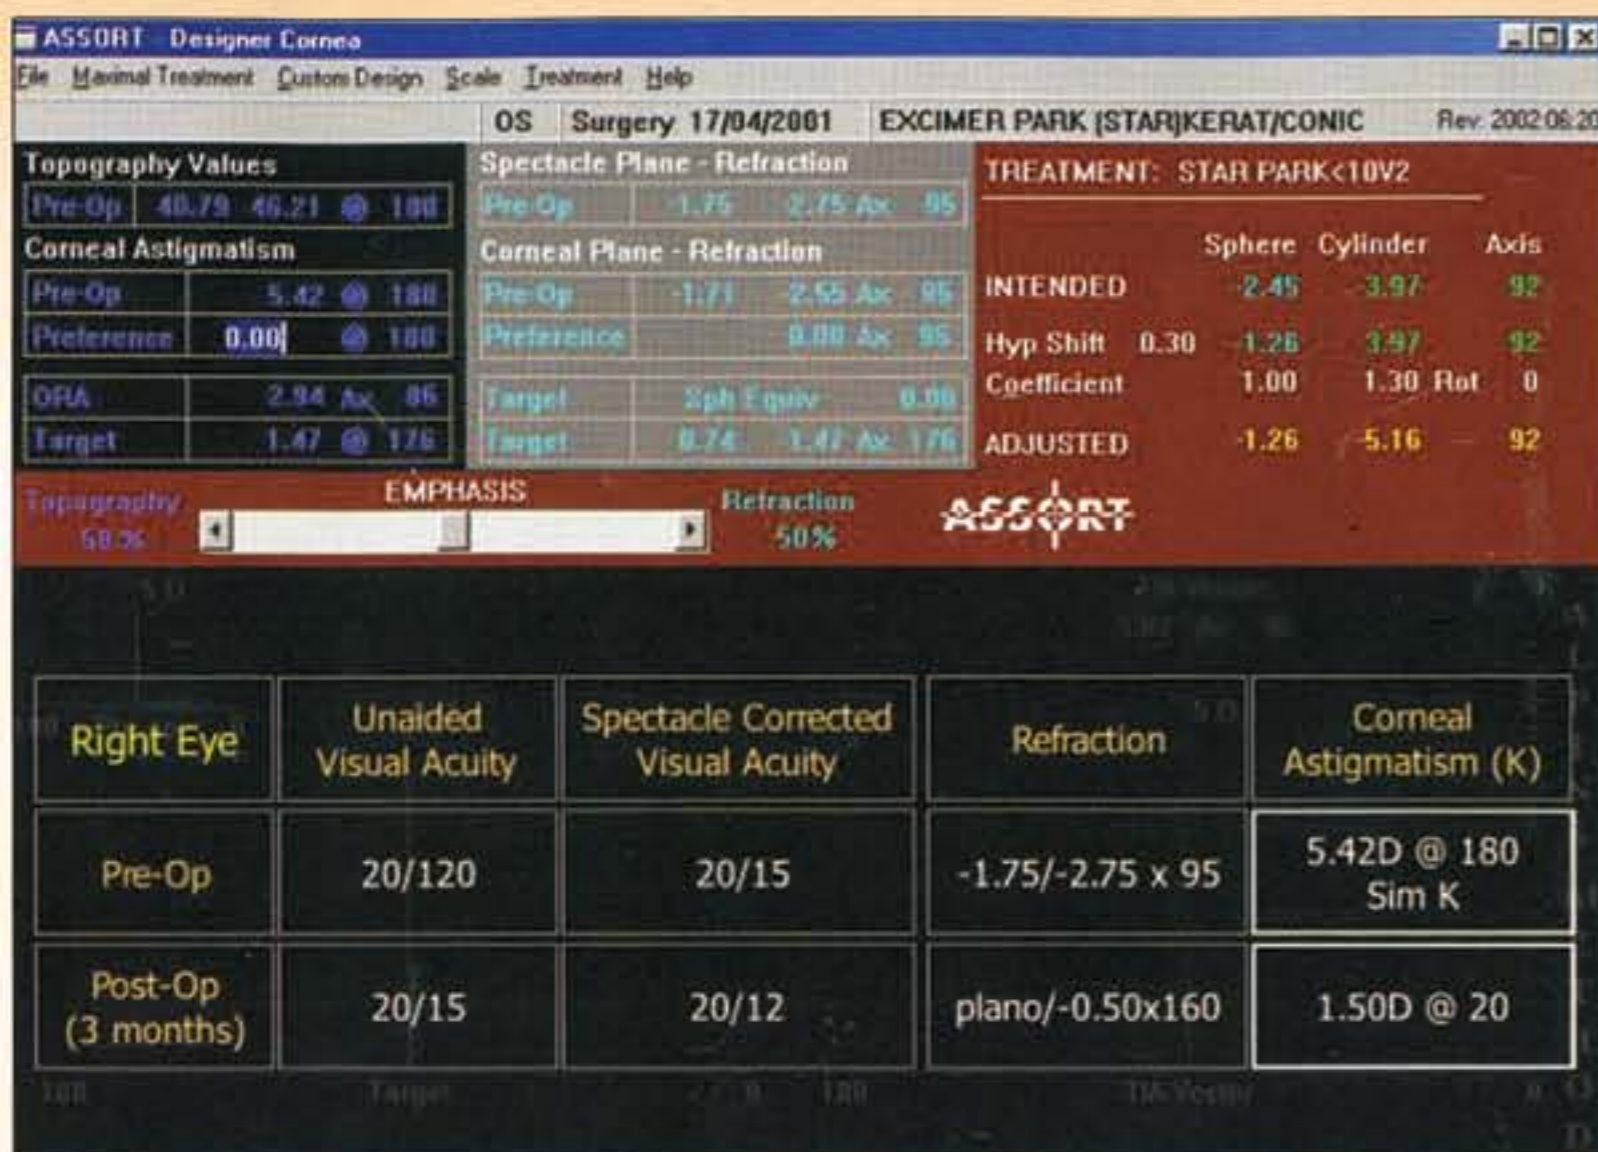 ASSORT Designer Cornea
File Maximal Treatment Custom Design Scale Treatment Help
OS Surgery 17/04/2001 EXCIMER PARK (STAR)KERAT/CONIC Rev: 2002.06.20
Topography Values
Pre-Op 40.79 46.21 @ 180
Corneal Astigmatism
Pre-Op 5.42 @ 180
Preference 0.00 @ 180
ORA 2.94 Ax 86
Target 1.47 @ 176
Spectacle Plane - Refraction
Pre-Op -1.75 -2.75 Ax 95
Corneal Plane - Refraction
Pre-Op -1.71 -2.55 Ax 95
Preference 0.00 Ax 95
Target Sph Equiv 0.00
Target 0.74 -1.47 Ax 176
TREATMENT: STAR PARK<10V2
Sphere Cylinder Axis
INTENDED -2.45 -3.97 92
Hyp Shift 0.30 -1.26 3.97 92
Coefficient 1.00 1.30 Rot 0
ADJUSTED -1.26 -5.16 92
Topography
50%
EMPHASIS
Refraction
50%
ASSORT
Right Eye
Unaided
Visual Acuity
Spectacle Corrected
Visual Acuity
Refraction
Corneal
Astigmatism (K)
Pre-Op
20/120
20/15
-1.75/-2.75 x 95
5.42D @ 180
Sim K
Post-Op
(3 months)
20/15
20/12
plano/-0.50x160
1.50D @ 20
180 Target 0 180 TIA Vector 0